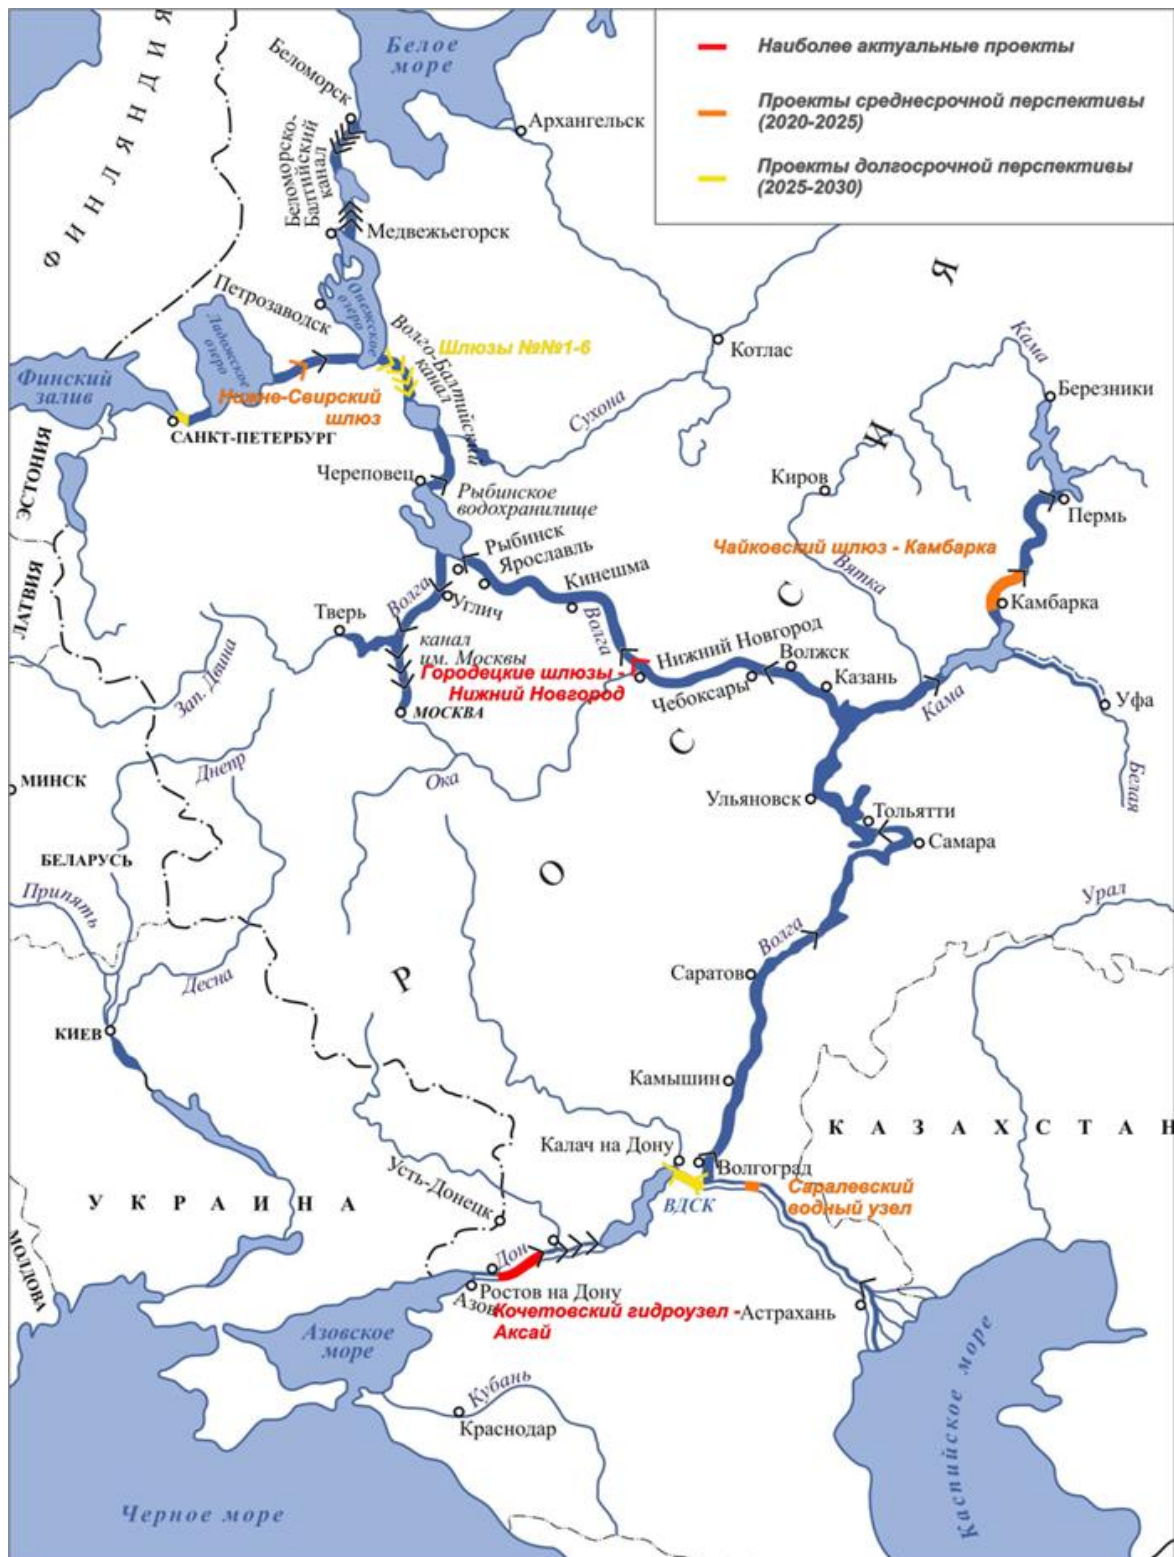 Наиболее актуальные проекты
Проекты среднесрочной перспективы
(2020-2025)
Проекты долгосрочной перспективы
(2025-2030)
Белое
море
Беломорск
Архангельск
ФИНЛЯНДИЯ
Беломорско-
Балтийский
канал
Медвежьегорск
Петрозаводск
Онежское
озеро
Ладожское
озеро
Волго-Балтийский
канал
Шлюзы №№1-6
Котлас
Кама
Березники
Финский
залив
Нижне-Свирский
шлюз
САНКТ-ПЕТЕРБУРГ
Сухона
РОССИЯ
ЭСТОНИЯ
Череповец
Рыбинское
водохранилище
Киров
Пермь
Рыбинск
Ярославль
Чайковский шлюз - Камбарка
Вятка
Кинешма
ЛАТВИЯ
Волга
Углич
Камбарка
Тверь
Волга
канал
им. Москвы
Нижний Новгород
Волжск
Городецкие шлюзы -
Нижний Новгород
Чебоксары
Казань
Кама
Уфа
Зап. Двина
МОСКВА
Днепр
Ока
Белая
МИНСК
Ульяновск
Тольятти
Самара
БЕЛАРУСЬ
Припять
Урал
Волга
Десна
Саратов
КИЕВ
Камышин
КАЗАХСТАН
Калач на Дону
Волгоград
Усть-Донецк
ВДСК
Саралевский
водный узел
УКРАИНА
МОЛДОВА
Дон
Ростов на Дону
Азов
Кочетовский гидроузел -
Аксай
Астрахань
Азовское
море
Кубань
Краснодар
Каспийское море
Черное море